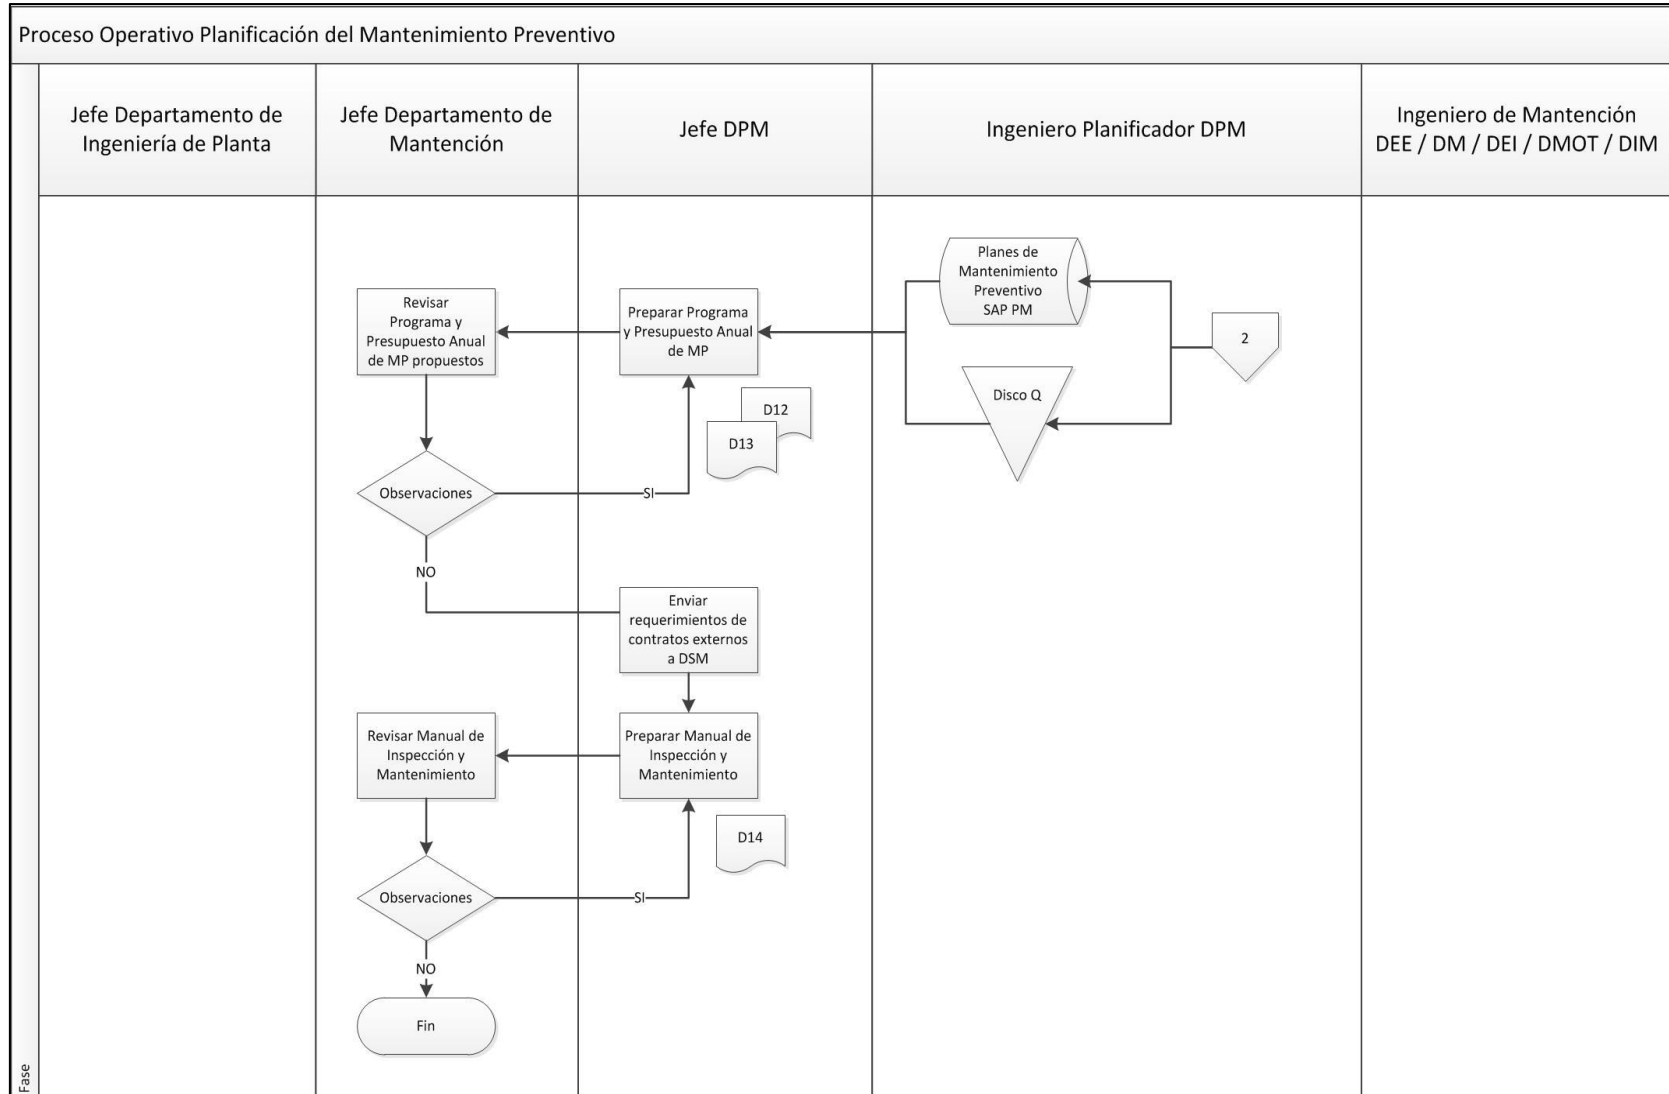 Proceso Operativo Planificación del Mantenimiento Preventivo
Jefe Departamento de
Ingeniería de Planta
Jefe Departamento de
Mantención
Jefe DPM
Ingeniero Planificador DPM
Ingeniero de Mantención
DEE / DM / DEI / DMOT / DIM
Planes de
Mantenimiento
Preventivo
SAP PM
2
Disco Q
Preparar Programa
y Presupuesto Anual
de MP
Revisar
Programa y
Presupuesto Anual
de MP propuestos
D12
D13
Observaciones
SI
NO
Enviar
requerimientos de
contratos externos
a DSM
Preparar Manual de
Inspección y
Mantenimiento
Revisar Manual de
Inspección y
Mantenimiento
D14
Observaciones
SI
NO
Fin
Fase